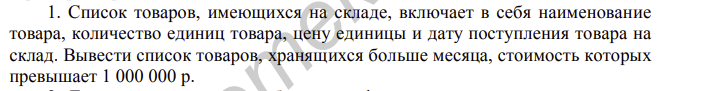 1. Список товаров, имеющихся на складе, включает в себя наименование
товара, количество единиц товара, цену единицы и дату поступления товара на
склад. Вывести список товаров, хранящихся больше месяца, стоимость которых
превышает 1 000 000 р.